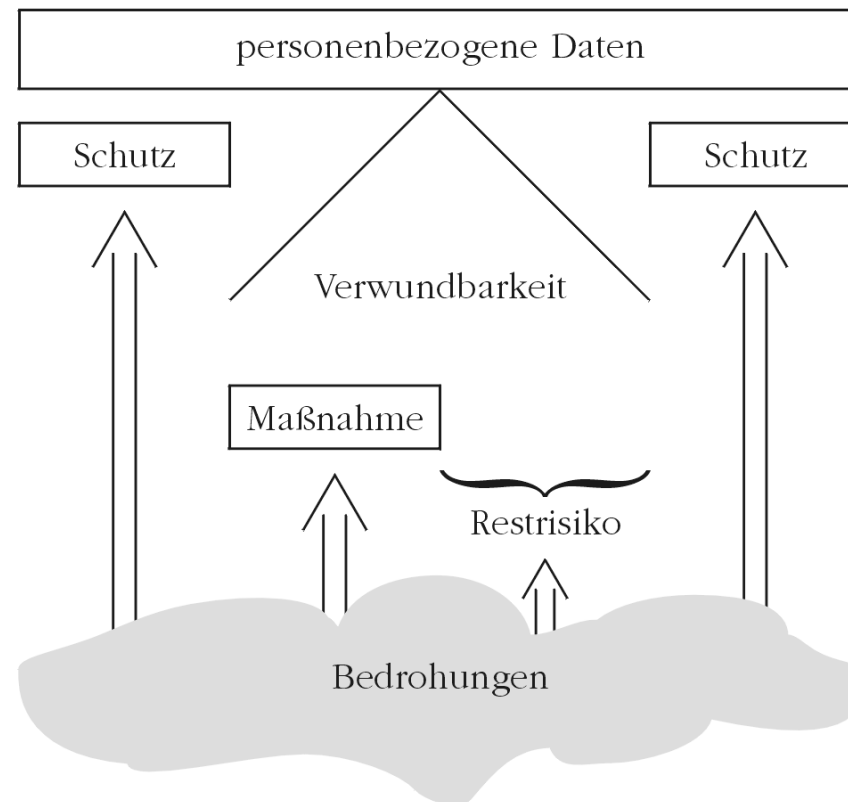 personenbezogene Daten
Schutz
Schutz
Verwundbarkeit
Maßnahme
Restrisiko
Bedrohungen